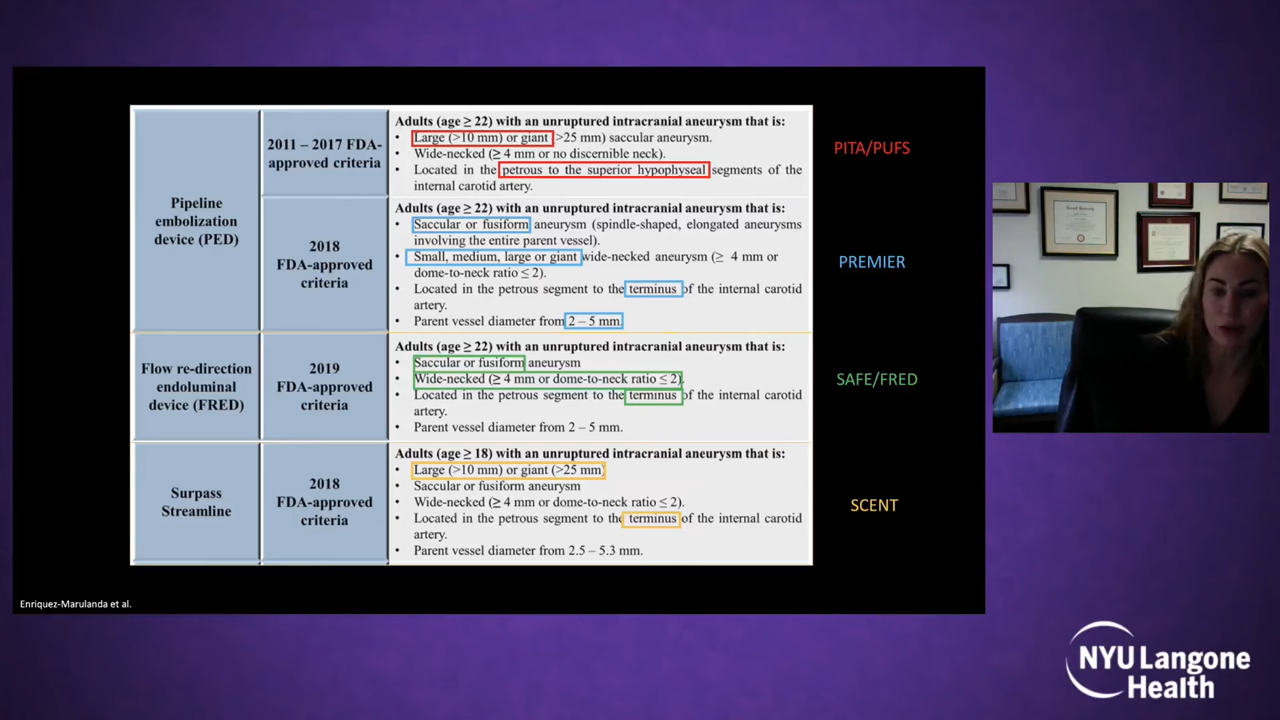 Pipeline
embolization
device (PED)
2011 – 2017 FDA-
approved criteria
Adults (age ≥ 22) with an unruptured intracranial aneurysm that is:
• Large (>10 mm) or giant >25 mm) saccular aneurysm.
• Wide-necked (≥ 4 mm or no discernible neck).
• Located in the petrous to the superior hypophyseal segments of the
internal carotid artery.
PITA/PUFS
2018
FDA-approved
criteria
Adults (age ≥ 22) with an unruptured intracranial aneurysm that is:
• Saccular or fusiform aneurysm (spindle-shaped, elongated aneurysms
involving the entire parent vessel).
• Small, medium, large or giant wide-necked aneurysm (≥ 4 mm or
dome-to-neck ratio ≤ 2).
• Located in the petrous segment to the terminus of the internal carotid
artery.
• Parent vessel diameter from 2 – 5 mm.
PREMIER
Flow re-direction
endoluminal
device (FRED)
2019
FDA-approved
criteria
Adults (age ≥ 22) with an unruptured intracranial aneurysm that is:
• Saccular or fusiform aneurysm
• Wide-necked (≥ 4 mm or dome-to-neck ratio ≤ 2).
• Located in the petrous segment to the terminus of the internal carotid
artery.
• Parent vessel diameter from 2 – 5 mm.
SAFE/FRED
Surpass
Streamline
2018
FDA-approved
criteria
Adults (age ≥ 18) with an unruptured intracranial aneurysm that is:
• Large (>10 mm) or giant (>25 mm)
• Saccular or fusiform aneurysm
• Wide-necked (≥ 4 mm or dome-to-neck ratio ≤ 2).
• Located in the petrous segment to the terminus of the internal carotid
artery.
• Parent vessel diameter from 2.5 – 5.3 mm.
SCENT
Enriquez-Marulanda et al.
NYU Langone
Health